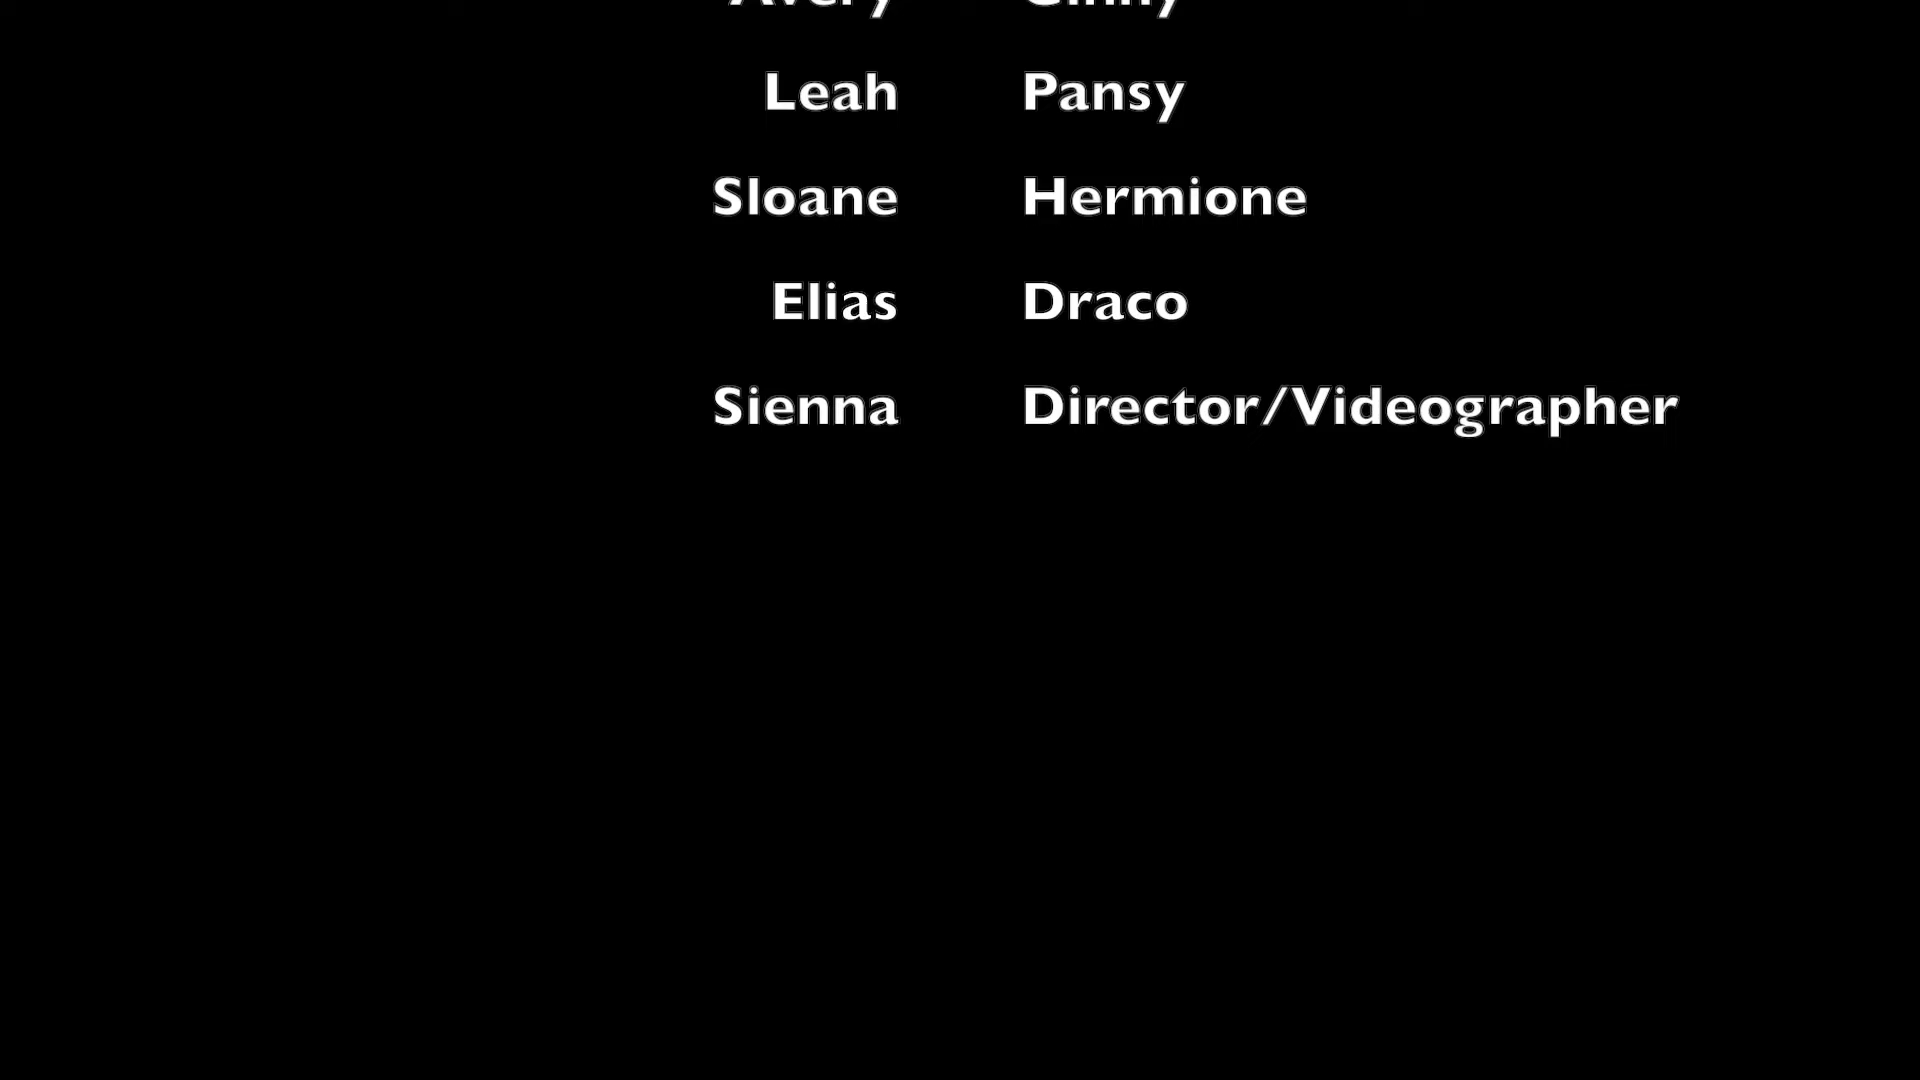 Avery Ginny
Leah Pansy
Sloane Hermione
Elias Draco
Sienna Director/Videographer